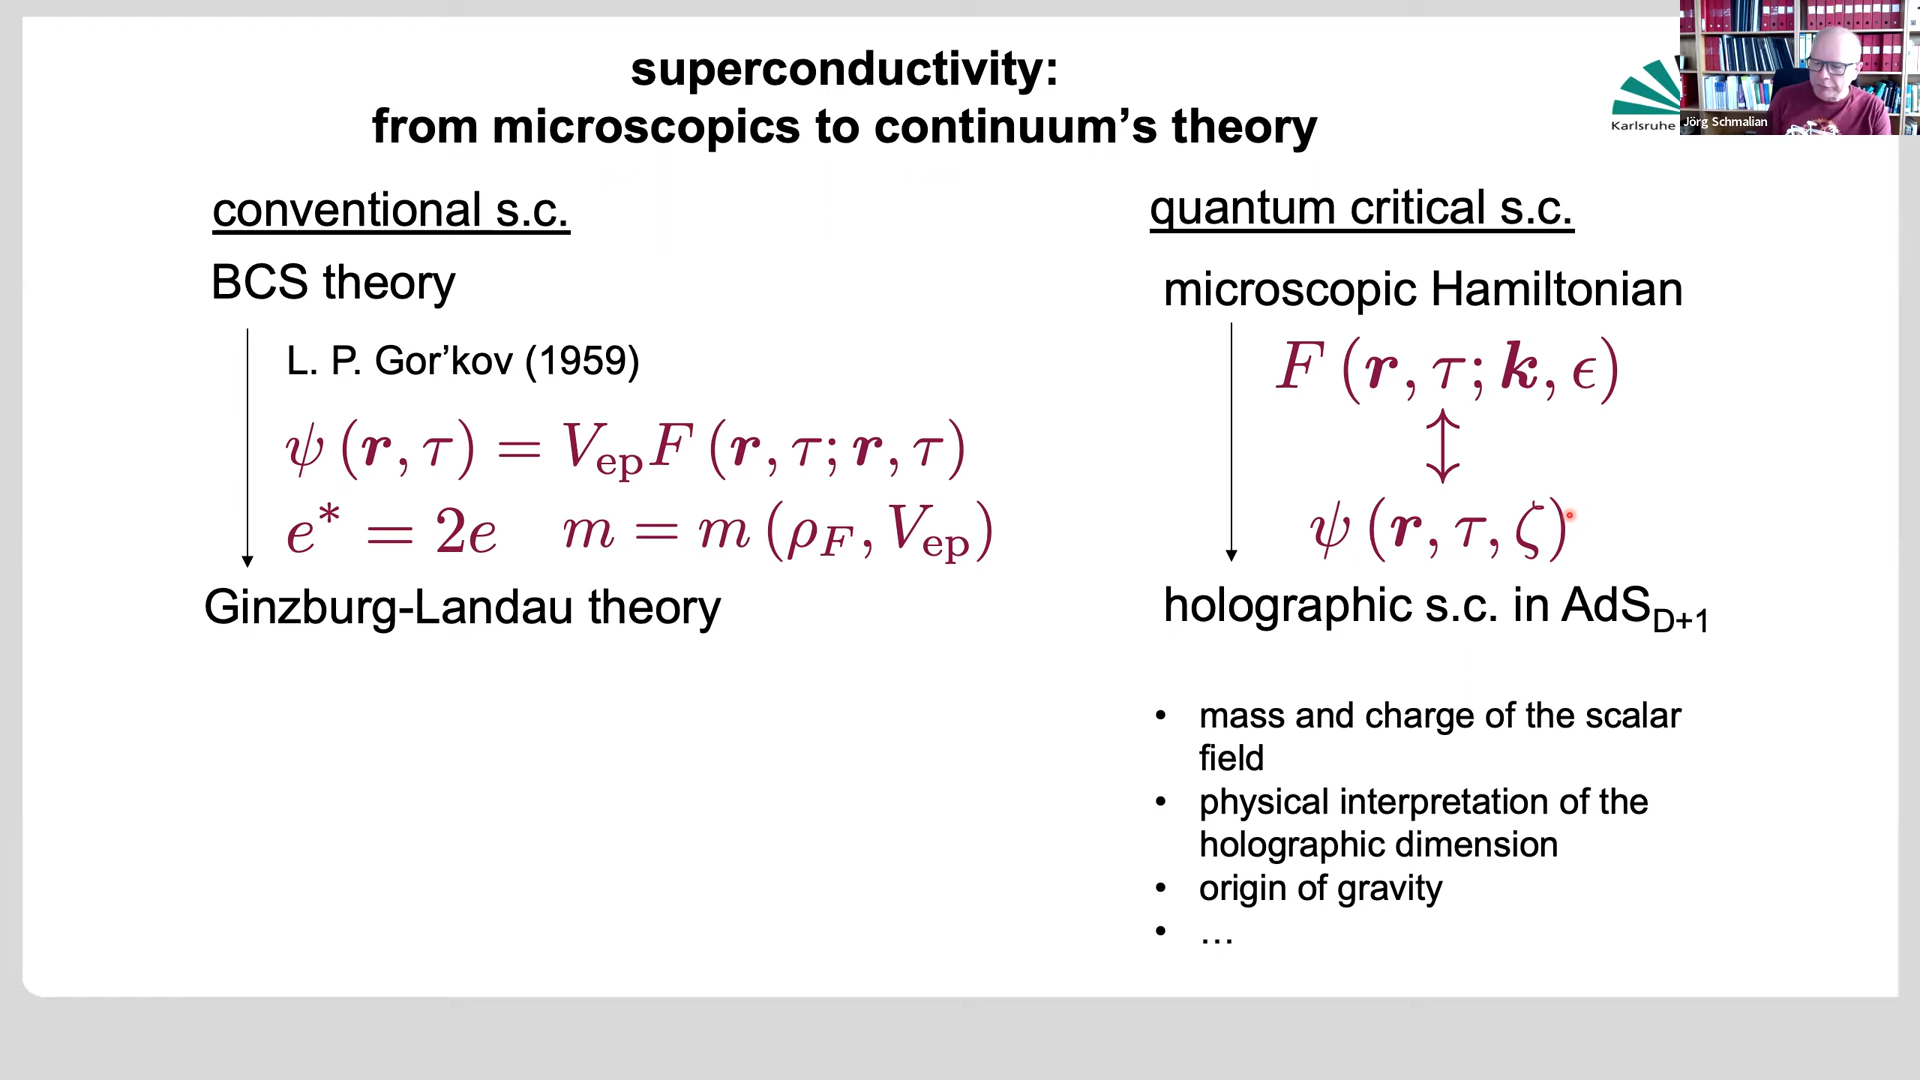 superconductivity:
from microscopics to continuum’s theory
Karlsruhe
Jörg Schmalian
conventional s.c.
BCS theory
L. P. Gor’kov (1959)
ψ (r, τ) = V_ep F (r, τ; r, τ)
e* = 2e m = m (ρ_F, V_ep)
Ginzburg-Landau theory
quantum critical s.c.
microscopic Hamiltonian
F (r, τ; k, ϵ)
↕
ψ (r, τ, ζ)
holographic s.c. in AdS_D+1
• mass and charge of the scalar
field
• physical interpretation of the
holographic dimension
• origin of gravity
• …